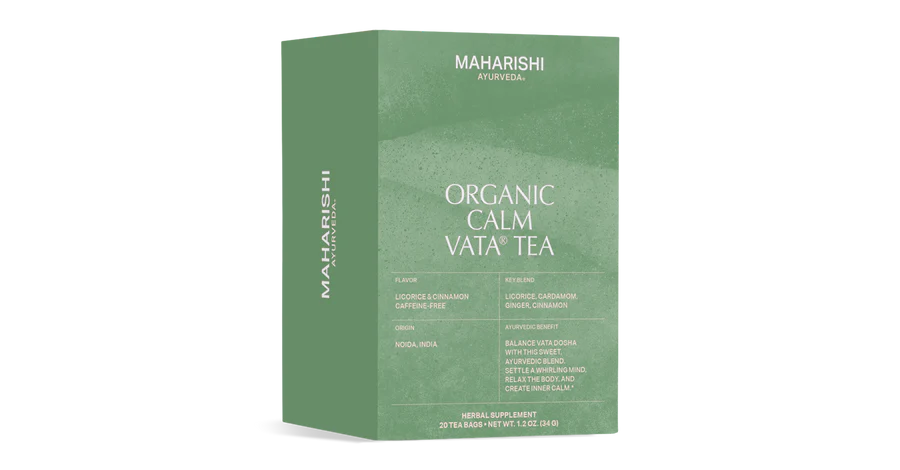 MAHARISHI
AYURVEDA®
MAHARISHI
AYURVEDA®
ORGANIC
CALM
VATA® TEA
FLAVOR
LICORICE & CINNAMON
CAFFEINE-FREE
KEY BLEND
LICORICE, CARDAMOM,
GINGER, CINNAMON
ORIGIN
NOIDA, INDIA
AYURVEDIC BENEFIT
BALANCE VATA DOSHA
WITH THIS SWEET,
AYURVEDIC BLEND.
SETTLE A WHIRLING MIND,
RELAX THE BODY, AND
CREATE INNER CALM.*
HERBAL SUPPLEMENT
20 TEA BAGS • NET WT. 1.2 OZ. (34 G)